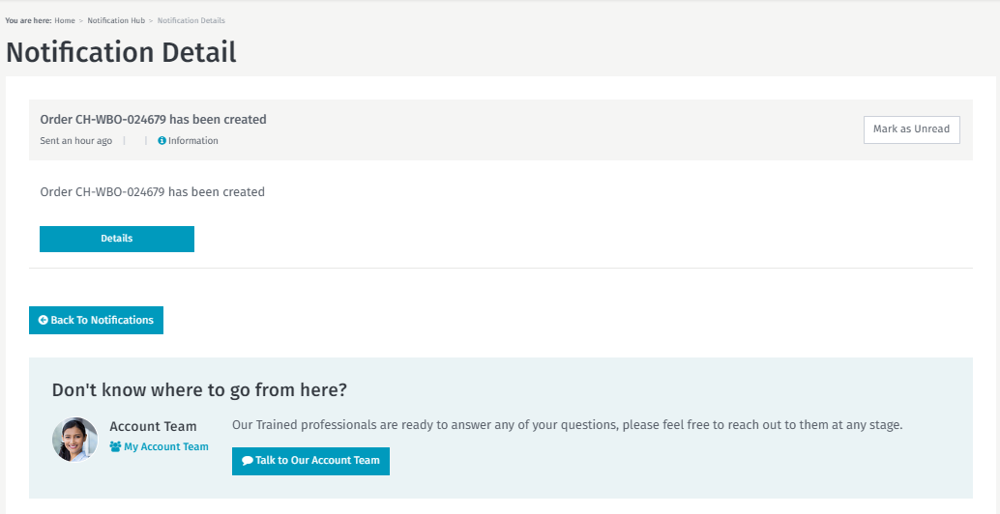 You are here: Home > Notification Hub > Notification Details
Notification Detail
Order CH-WBO-024679 has been created
Sent an hour ago | | Information
Mark as Unread
Order CH-WBO-024679 has been created
Details
Back To Notifications
Don't know where to go from here?
Account Team
My Account Team
Our Trained professionals are ready to answer any of your questions, please feel free to reach out to them at any stage.
Talk to Our Account Team